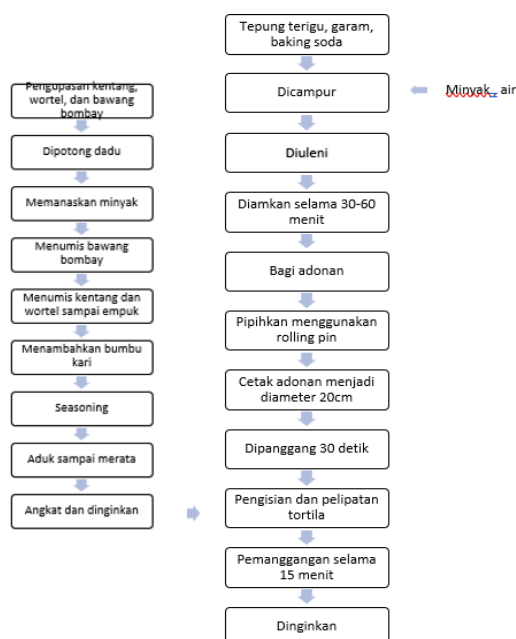 Pengupasan kentang,
wortel, dan bawang
bombay
Dipotong dadu
Memanaskan minyak
Menumis bawang
bombay
Menumis kentang dan
wortel sampai empuk
Menambahkan bumbu
kari
Seasoning
Aduk sampai merata
Angkat dan dinginkan
Tepung terigu, garam,
baking soda
Dicampur
Minyak, air
Diuleni
Diamkan selama 30-60
menit
Bagi adonan
Pipihkan menggunakan
rolling pin
Cetak adonan menjadi
diameter 20cm
Dipanggang 30 detik
Pengisian dan pelipatan
tortila
Pemanggangan selama
15 menit
Dinginkan